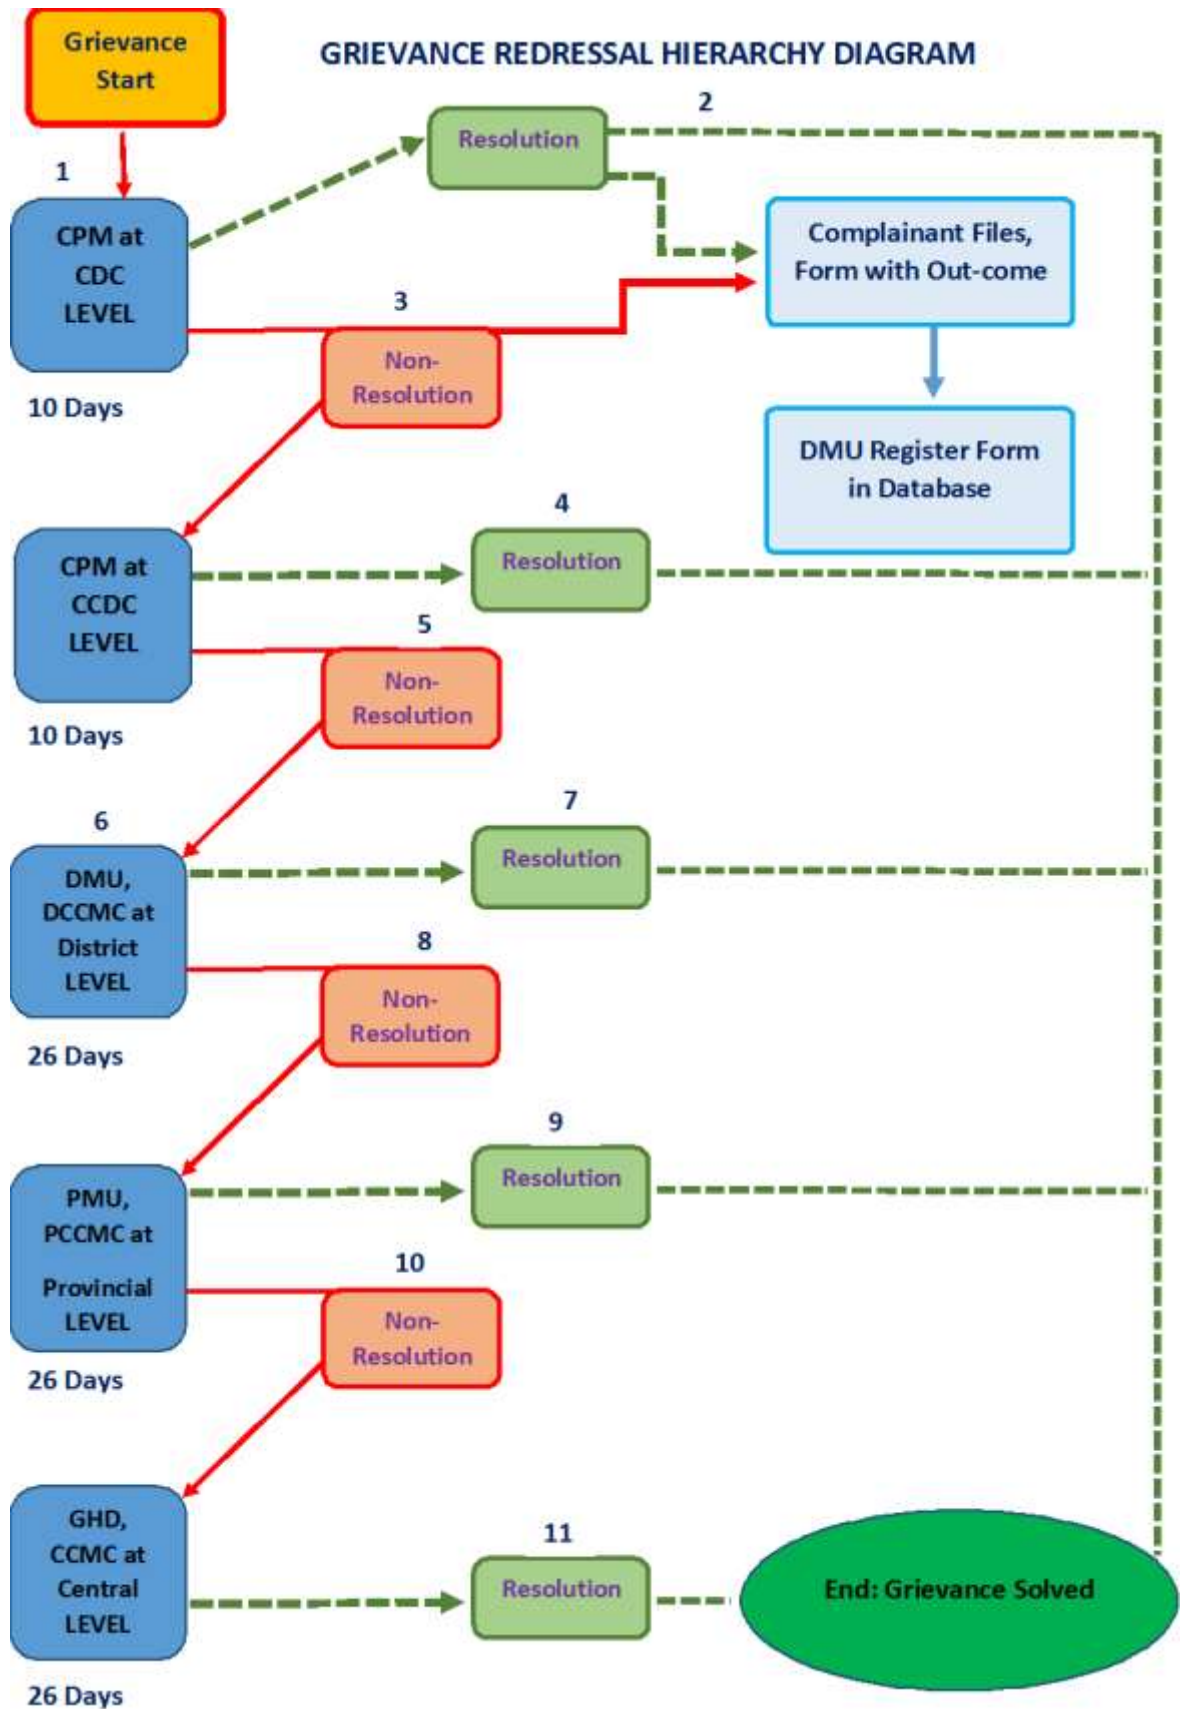 Grievance
Start
GRIEVANCE REDRESSAL HIERARCHY DIAGRAM
2
Resolution
1
CPM at
CDC
LEVEL
Complainant Files,
Form with Out-come
3
Non-
Resolution
10 Days
DMU Register Form
in Database
4
CPM at
CCDC
LEVEL
Resolution
5
Non-
Resolution
10 Days
6
7
DMU,
DCCMC at
District
LEVEL
Resolution
8
Non-
Resolution
26 Days
9
PMU,
PCCMC at
Provincial
LEVEL
Resolution
10
Non-
Resolution
26 Days
GHD,
CCMC at
Central
LEVEL
11
Resolution
End: Grievance Solved
26 Days